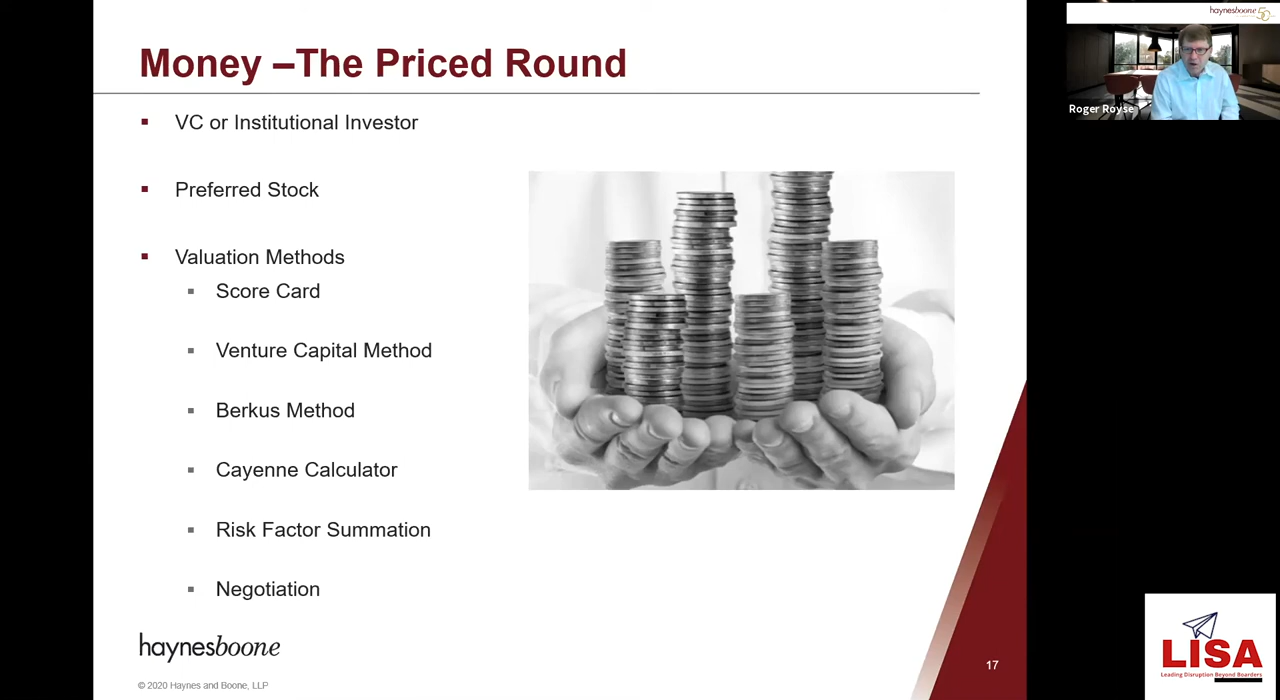 Money –The Priced Round
VC or Institutional Investor
Preferred Stock
Valuation Methods
Score Card
Venture Capital Method
Berkus Method
Cayenne Calculator
Risk Factor Summation
Negotiation
haynesboone
© 2020 Haynes and Boone, LLP
17
haynesboone 50
Roger Royse
LISA
Leading Disruption Beyond Boarders